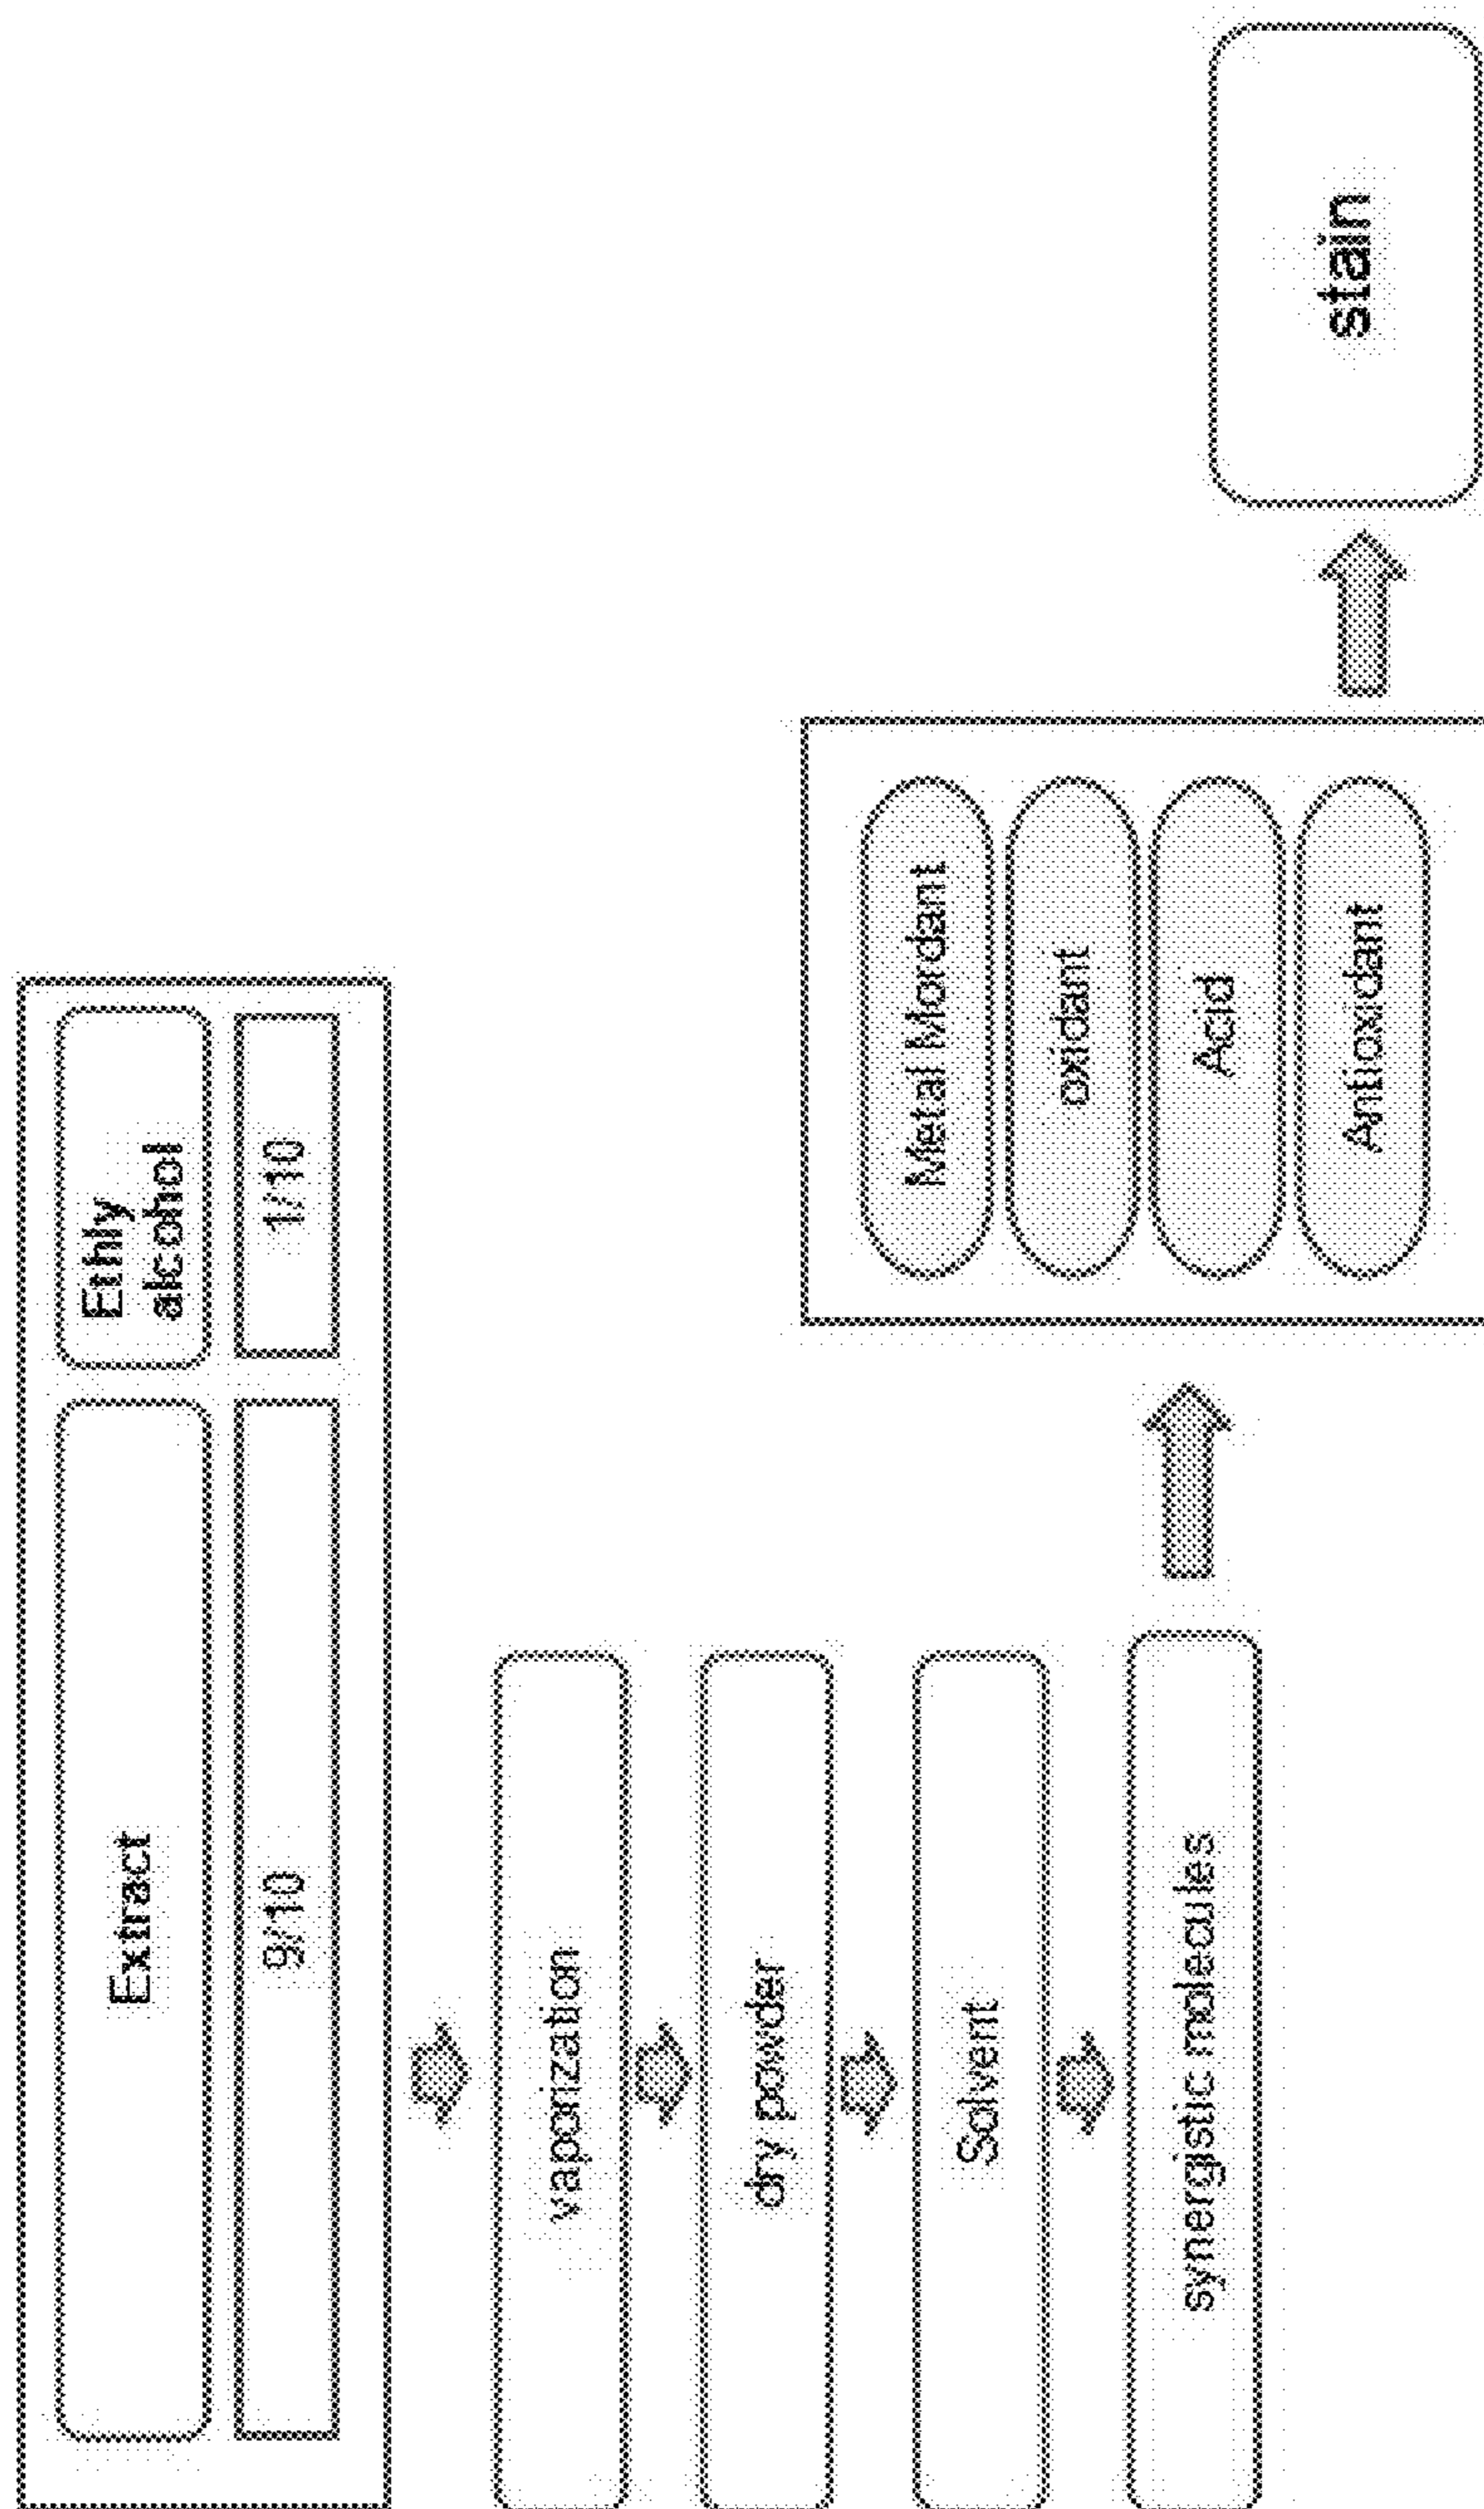 Extract
Ethly
alcohol
9/10
1/10
vaporization
dry powder
Solvent
synergistic molecules
Metal Mordant
oxidant
Acid
Antioxidant
stain